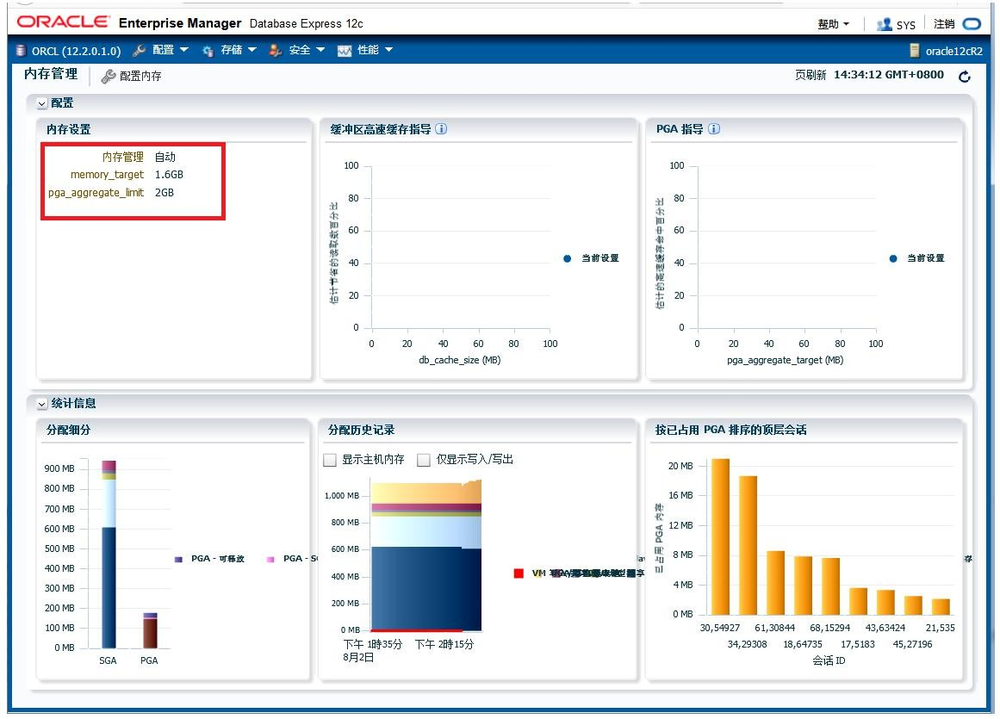 ORACLE Enterprise Manager Database Express 12c
帮助 SYS 注销
ORCL (12.2.0.1.0) 配置 存储 安全 性能 oracle12cR2
内存管理 配置内存 页刷新 14:34:12 GMT+0800
配置
内存设置
内存管理 自动
memory_target 1.6GB
pga_aggregate_limit 2GB
缓冲区高速缓存指导
估计节省的读取数百分比
100
80
60
40
20
0
0 20 40 60 80 100
db_cache_size (MB)
当前设置
PGA 指导
估计的高速缓存命中百分比
100
80
60
40
20
0
0 20 40 60 80 100
pga_aggregate_target (MB)
当前设置
统计信息
分配细分
900 MB
800 MB
700 MB
600 MB
500 MB
400 MB
300 MB
200 MB
100 MB
0 MB
SGA PGA
PGA - 可释放 PGA - S
分配历史记录
显示主机内存 仅显示写入/写出
1,000 MB
800 MB
600 MB
400 MB
200 MB
0 MB
下午 1時35分 下午 2時15分
8月2日
VM
按已占用 PGA 排序的顶层会话
已占用 PGA 内存
20 MB
16 MB
12 MB
8 MB
4 MB
0 MB
30,54927 61,30844 68,15294 43,63424 21,535
34,29308 18,64735 17,5183 45,27196
会话 ID
存